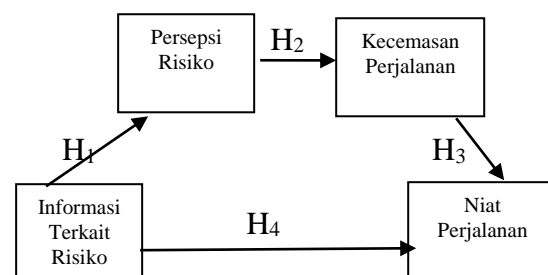 Persepsi
Risiko
H2
Kecemasan
Perjalanan
H1
H3
Informasi
Terkait
Risiko
H4
Niat
Perjalanan